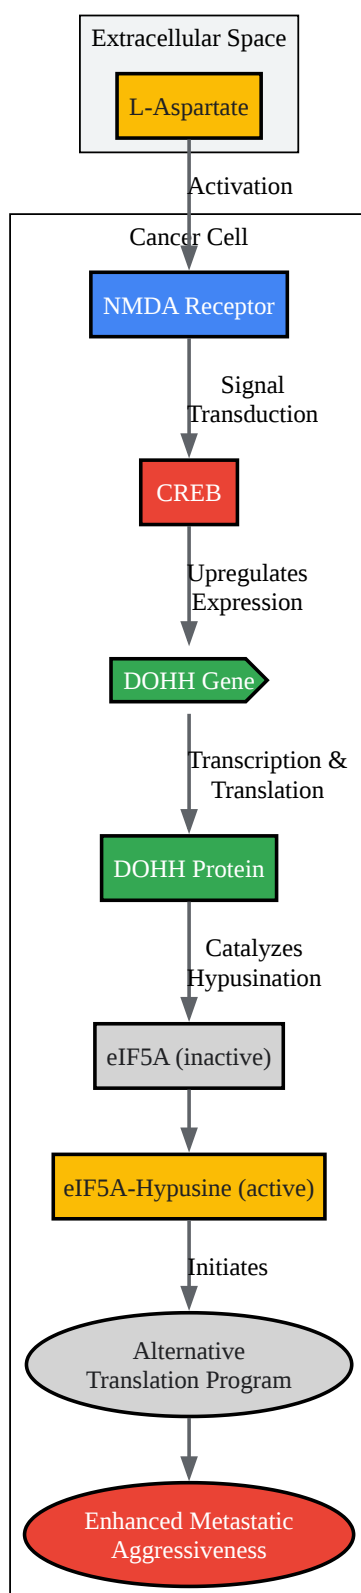 Extracellular Space
L-Aspartate
Activation
Cancer Cell
NMDA Receptor
Signal
Transduction
CREB
Upregulates
Expression
DOHH Gene
Transcription &
Translation
DOHH Protein
Catalyzes
Hypusination
eIF5A (inactive)
eIF5A-Hypusine (active)
Initiates
Alternative
Translation Program
Enhanced Metastatic
Aggressiveness